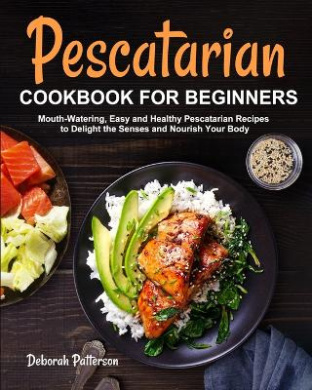 Pescatarian
COOKBOOK FOR BEGINNERS
Mouth-Watering, Easy and Healthy Pescatarian Recipes
to Delight the Senses and Nourish Your Body
Deborah Patterson